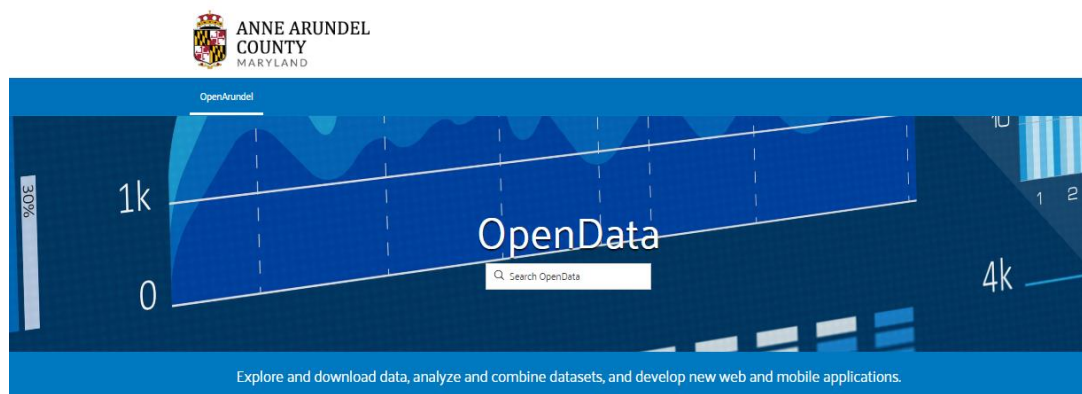 ANNE ARUNDEL
COUNTY
MARYLAND
OpenArundel
30%
1k
0
OpenData
Search OpenData
10
1 2
4k
Explore and download data, analyze and combine datasets, and develop new web and mobile applications.